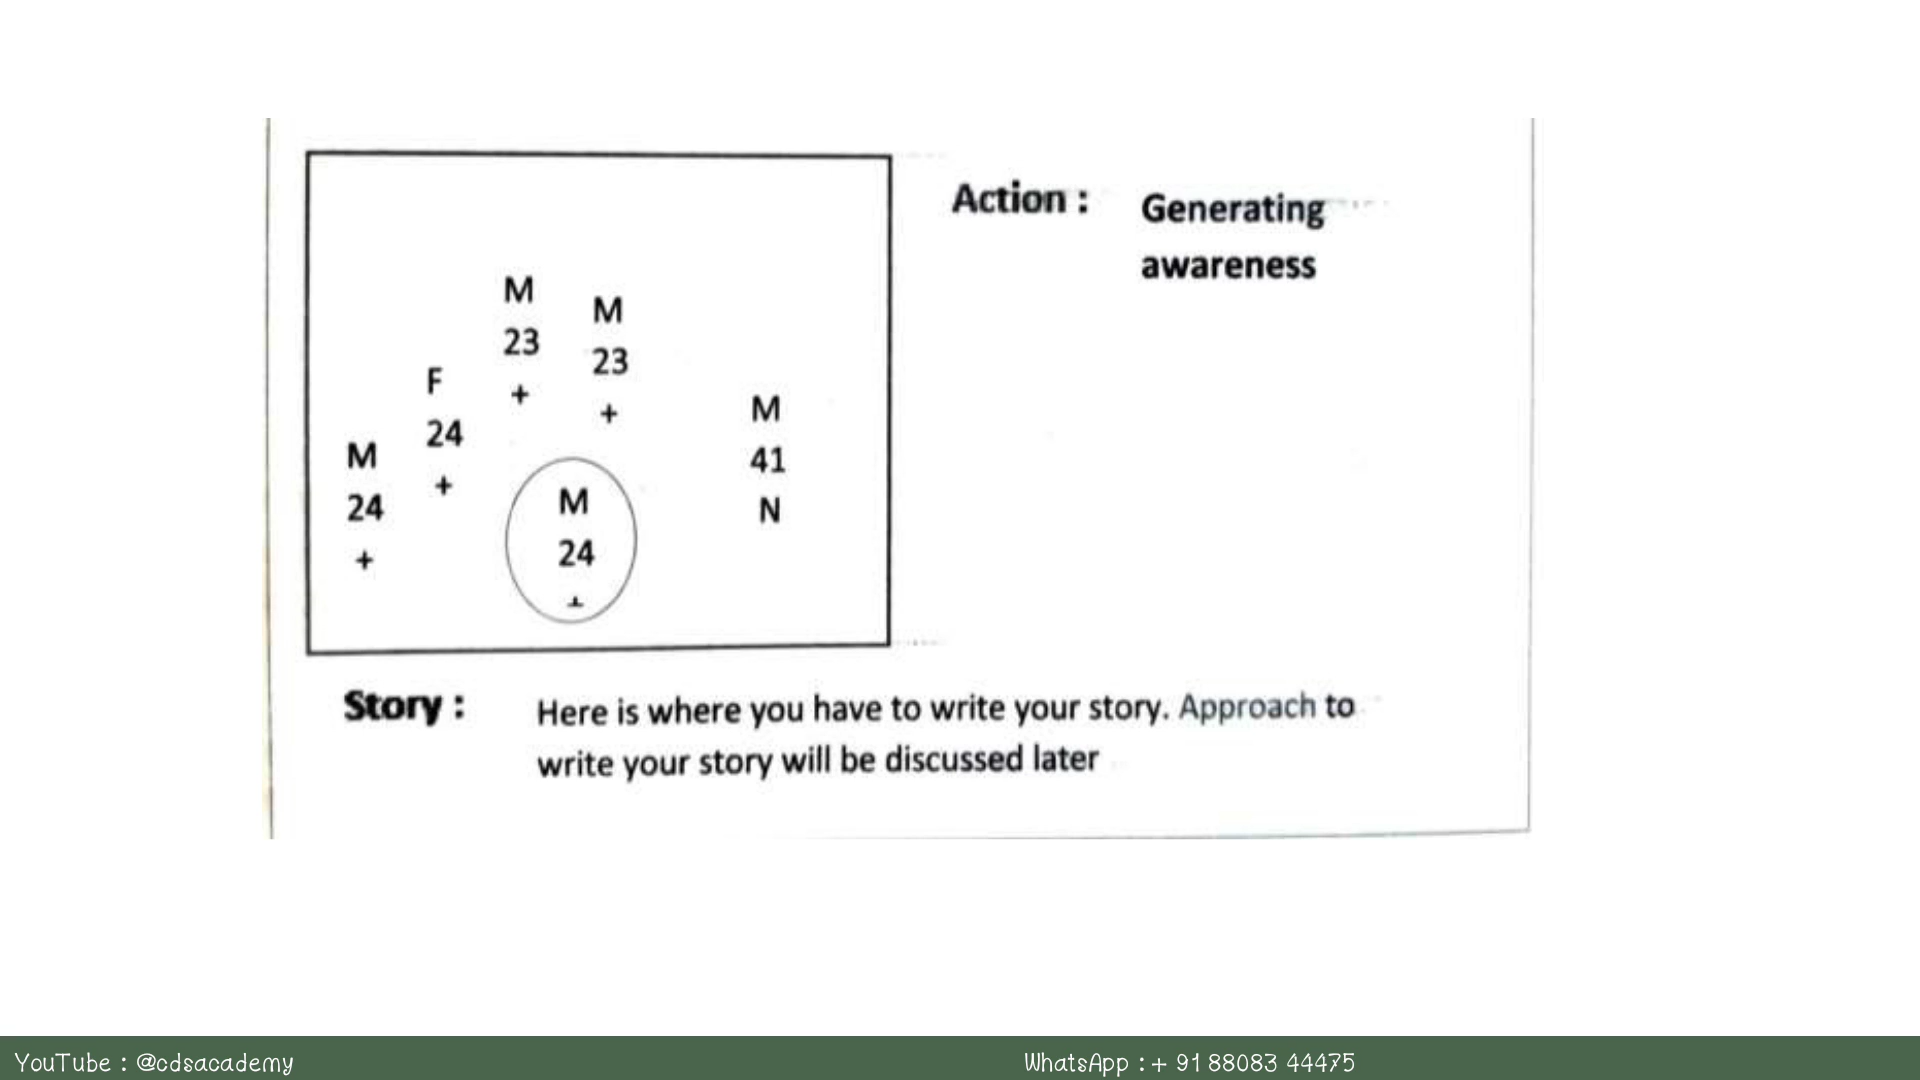 Action :
Generating
awareness
M
23
+
M
23
+
F
24
+
M
41
N
M
24
+
M
24
+
Story :
Here is where you have to write your story. Approach to
write your story will be discussed later
YouTube : @cdsacademy
WhatsApp : + 91 88083 44475